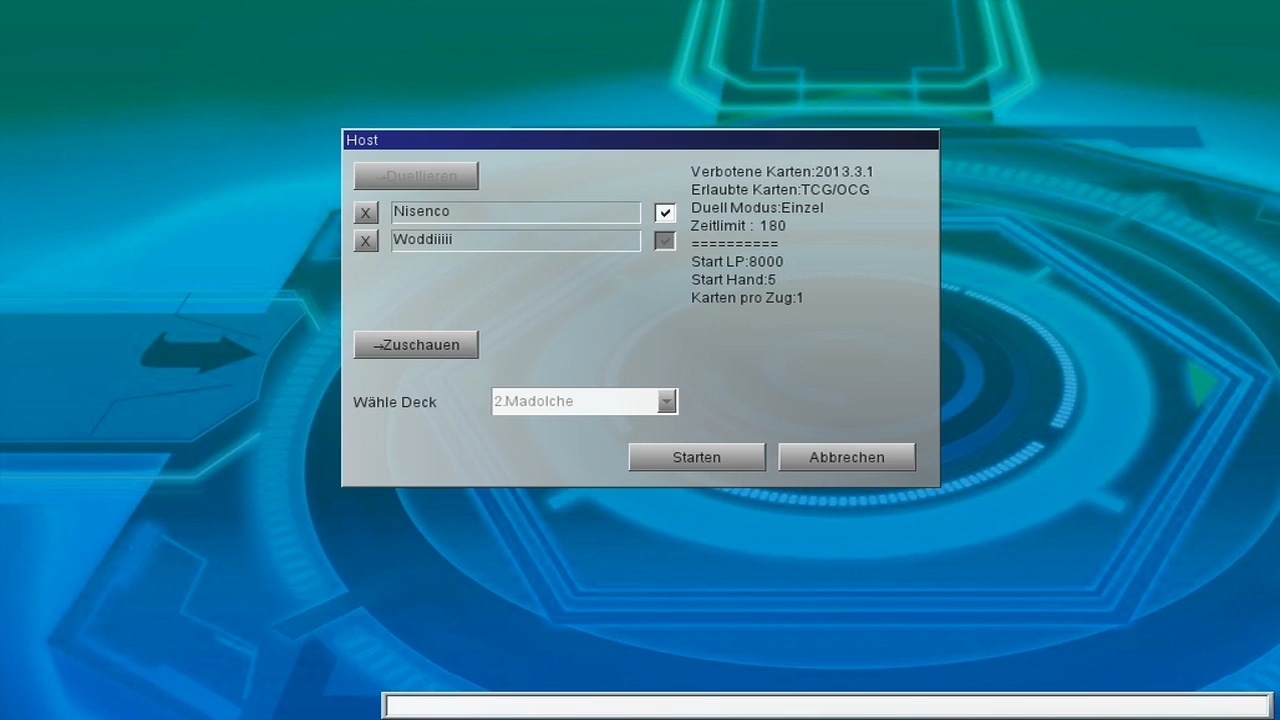 Host
→Duellieren
X Nisenco
X Woddiiiii
Verbotene Karten:2013.3.1
Erlaubte Karten:TCG/OCG
Duell Modus:Einzel
Zeitlimit : 180
==========
Start LP:8000
Start Hand:5
Karten pro Zug:1
→Zuschauen
Wähle Deck 2.Madolche
Starten Abbrechen